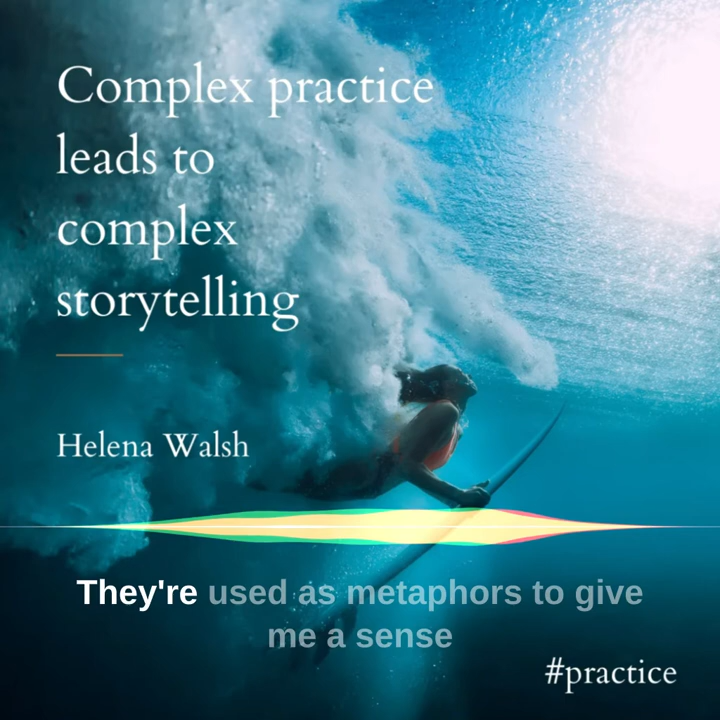 Complex practice
leads to
complex
storytelling
Helena Walsh
They're used as metaphors to give
me a sense
#practice